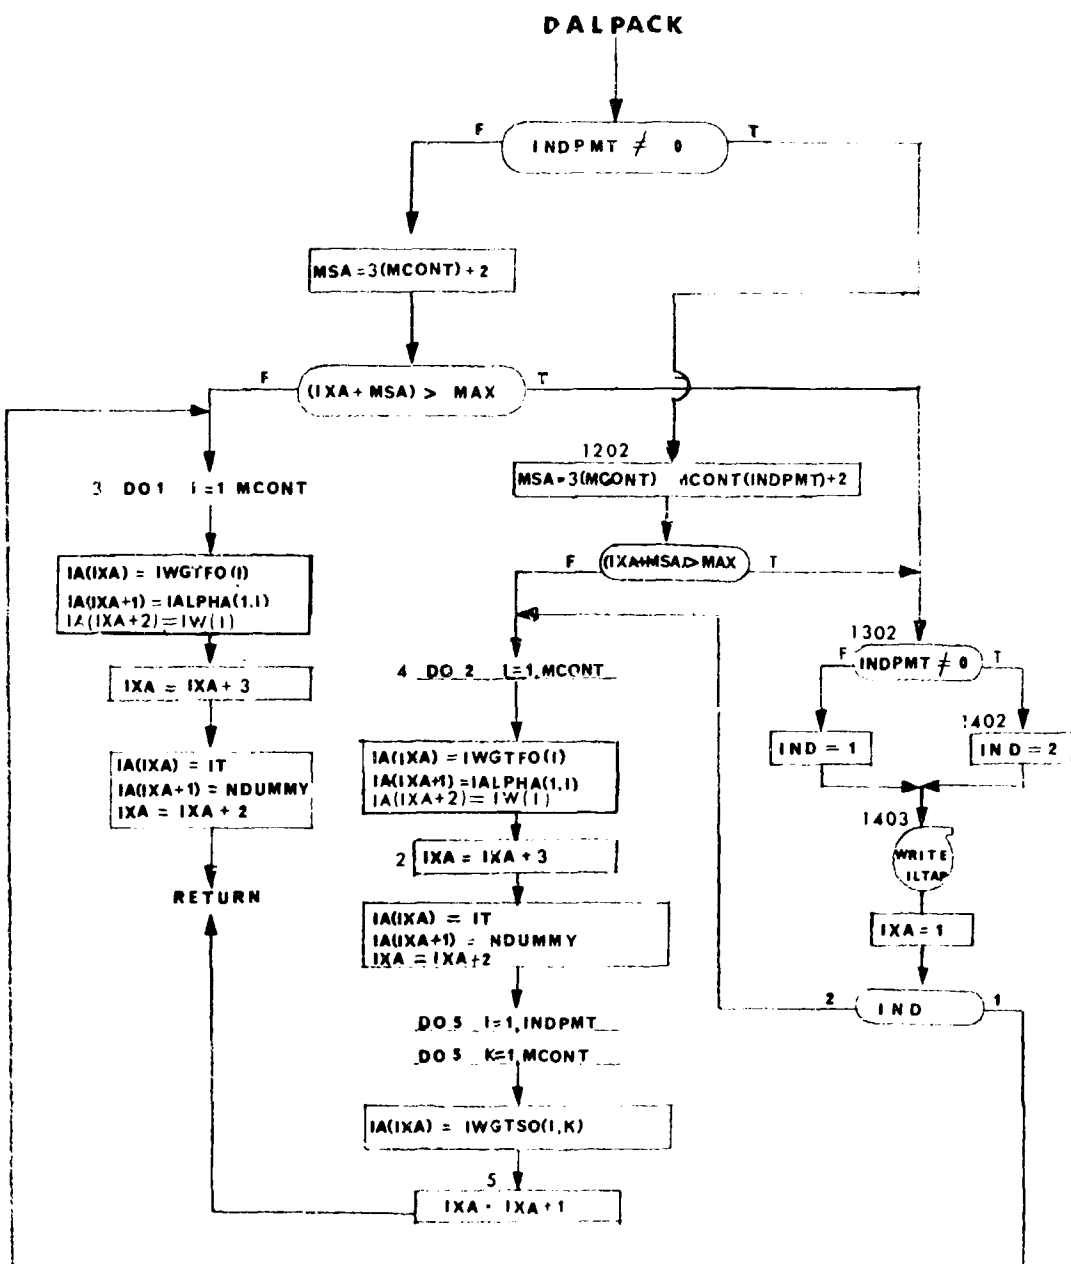 DALPACK
F
INDPMT ≠ 0
T
MSA=3(MCONT)+2
F
(IXA+MSA) > MAX
T
1202
MSA=3(MCONT) MCONT(INDPMT)+2
3 DO 1 I=1 MCONT
F
(IXA+MSA)>MAX
T
IA(IXA) = IWGTFO(I)
IA(IXA+1) = IALPHA(1,I)
IA(IXA+2) = IW(I)
1302
F
INDPMT ≠ 0
T
4 DO 2 I=1,MCONT
IXA = IXA+3
1402
IND = 1
IND = 2
IA(IXA) = IWGTFO(I)
IA(IXA+1)=IALPHA(1,I)
IA(IXA+2)=IW(I)
IA(IXA) = IT
IA(IXA+1) = NDUMMY
IXA = IXA + 2
1403
WRITE
ILTAP
2 IXA = IXA+3
RETURN
IA(IXA) = IT
IA(IXA+1) = NDUMMY
IXA = IXA+2
IXA=1
2
IND
1
DO 5 I=1,INDPMT
DO 5 K=1,MCONT
IA(IXA) = IWGTSO(I,K)
5
IXA - IXA+1